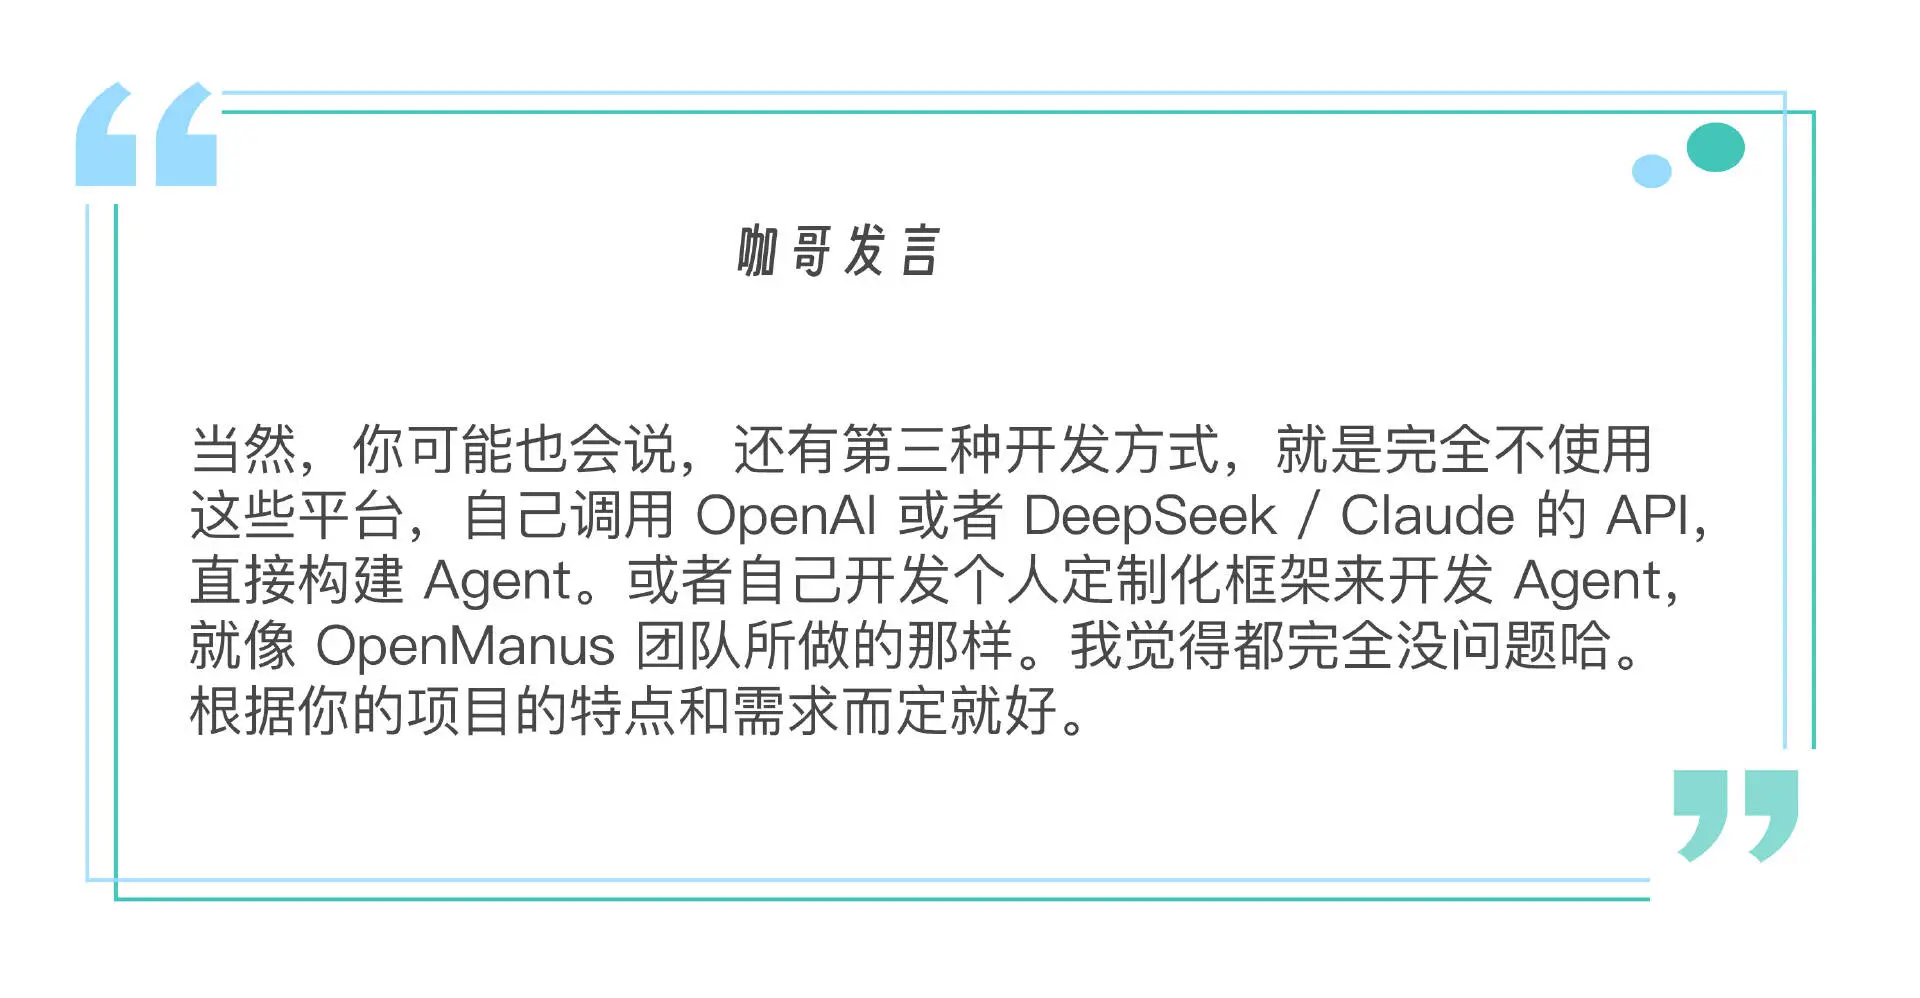 咖哥发言
当然，你可能也会说，还有第三种开发方式，就是完全不使用
这些平台，自己调用 OpenAI 或者 DeepSeek / Claude 的 API，
直接构建 Agent。或者自己开发个人定制化框架来开发 Agent，
就像 OpenManus 团队所做的那样。我觉得都完全没问题哈。
根据你的项目的特点和需求而定就好。